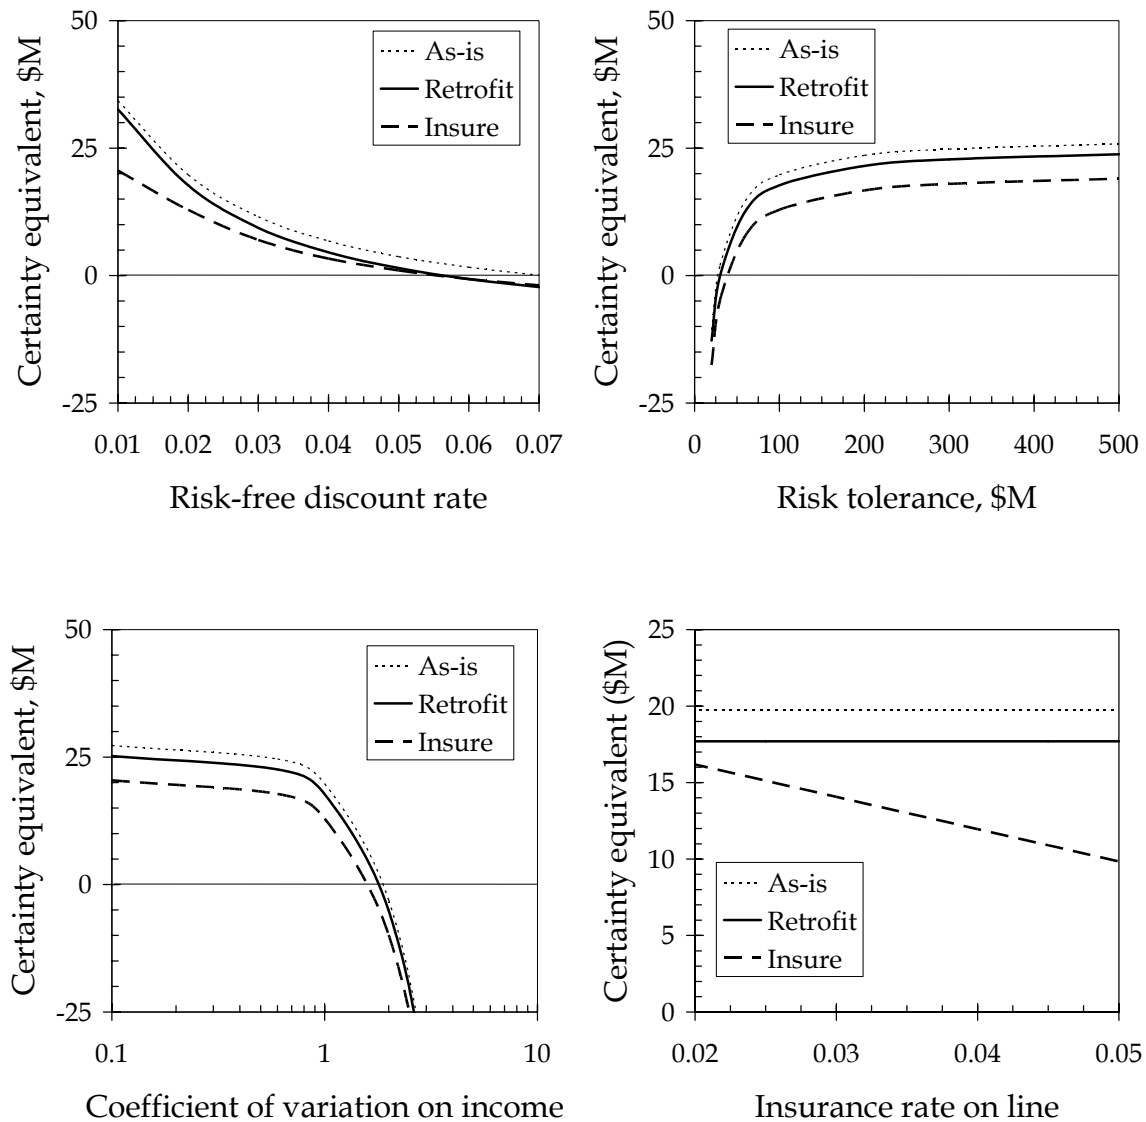 50
25
0
-25
Certainty equivalent, $M
As-is
Retrofit
Insure
0.01 0.02 0.03 0.04 0.05 0.06 0.07
Risk-free discount rate
50
25
0
-25
Certainty equivalent, $M
As-is
Retrofit
Insure
0 100 200 300 400 500
Risk tolerance, $M
50
25
0
-25
Certainty equivalent, $M
As-is
Retrofit
Insure
0.1 1 10
Coefficient of variation on income
25
20
15
10
5
0
Certainty equivalent ($M)
As-is
Retrofit
Insure
0.02 0.03 0.04 0.05
Insurance rate on line